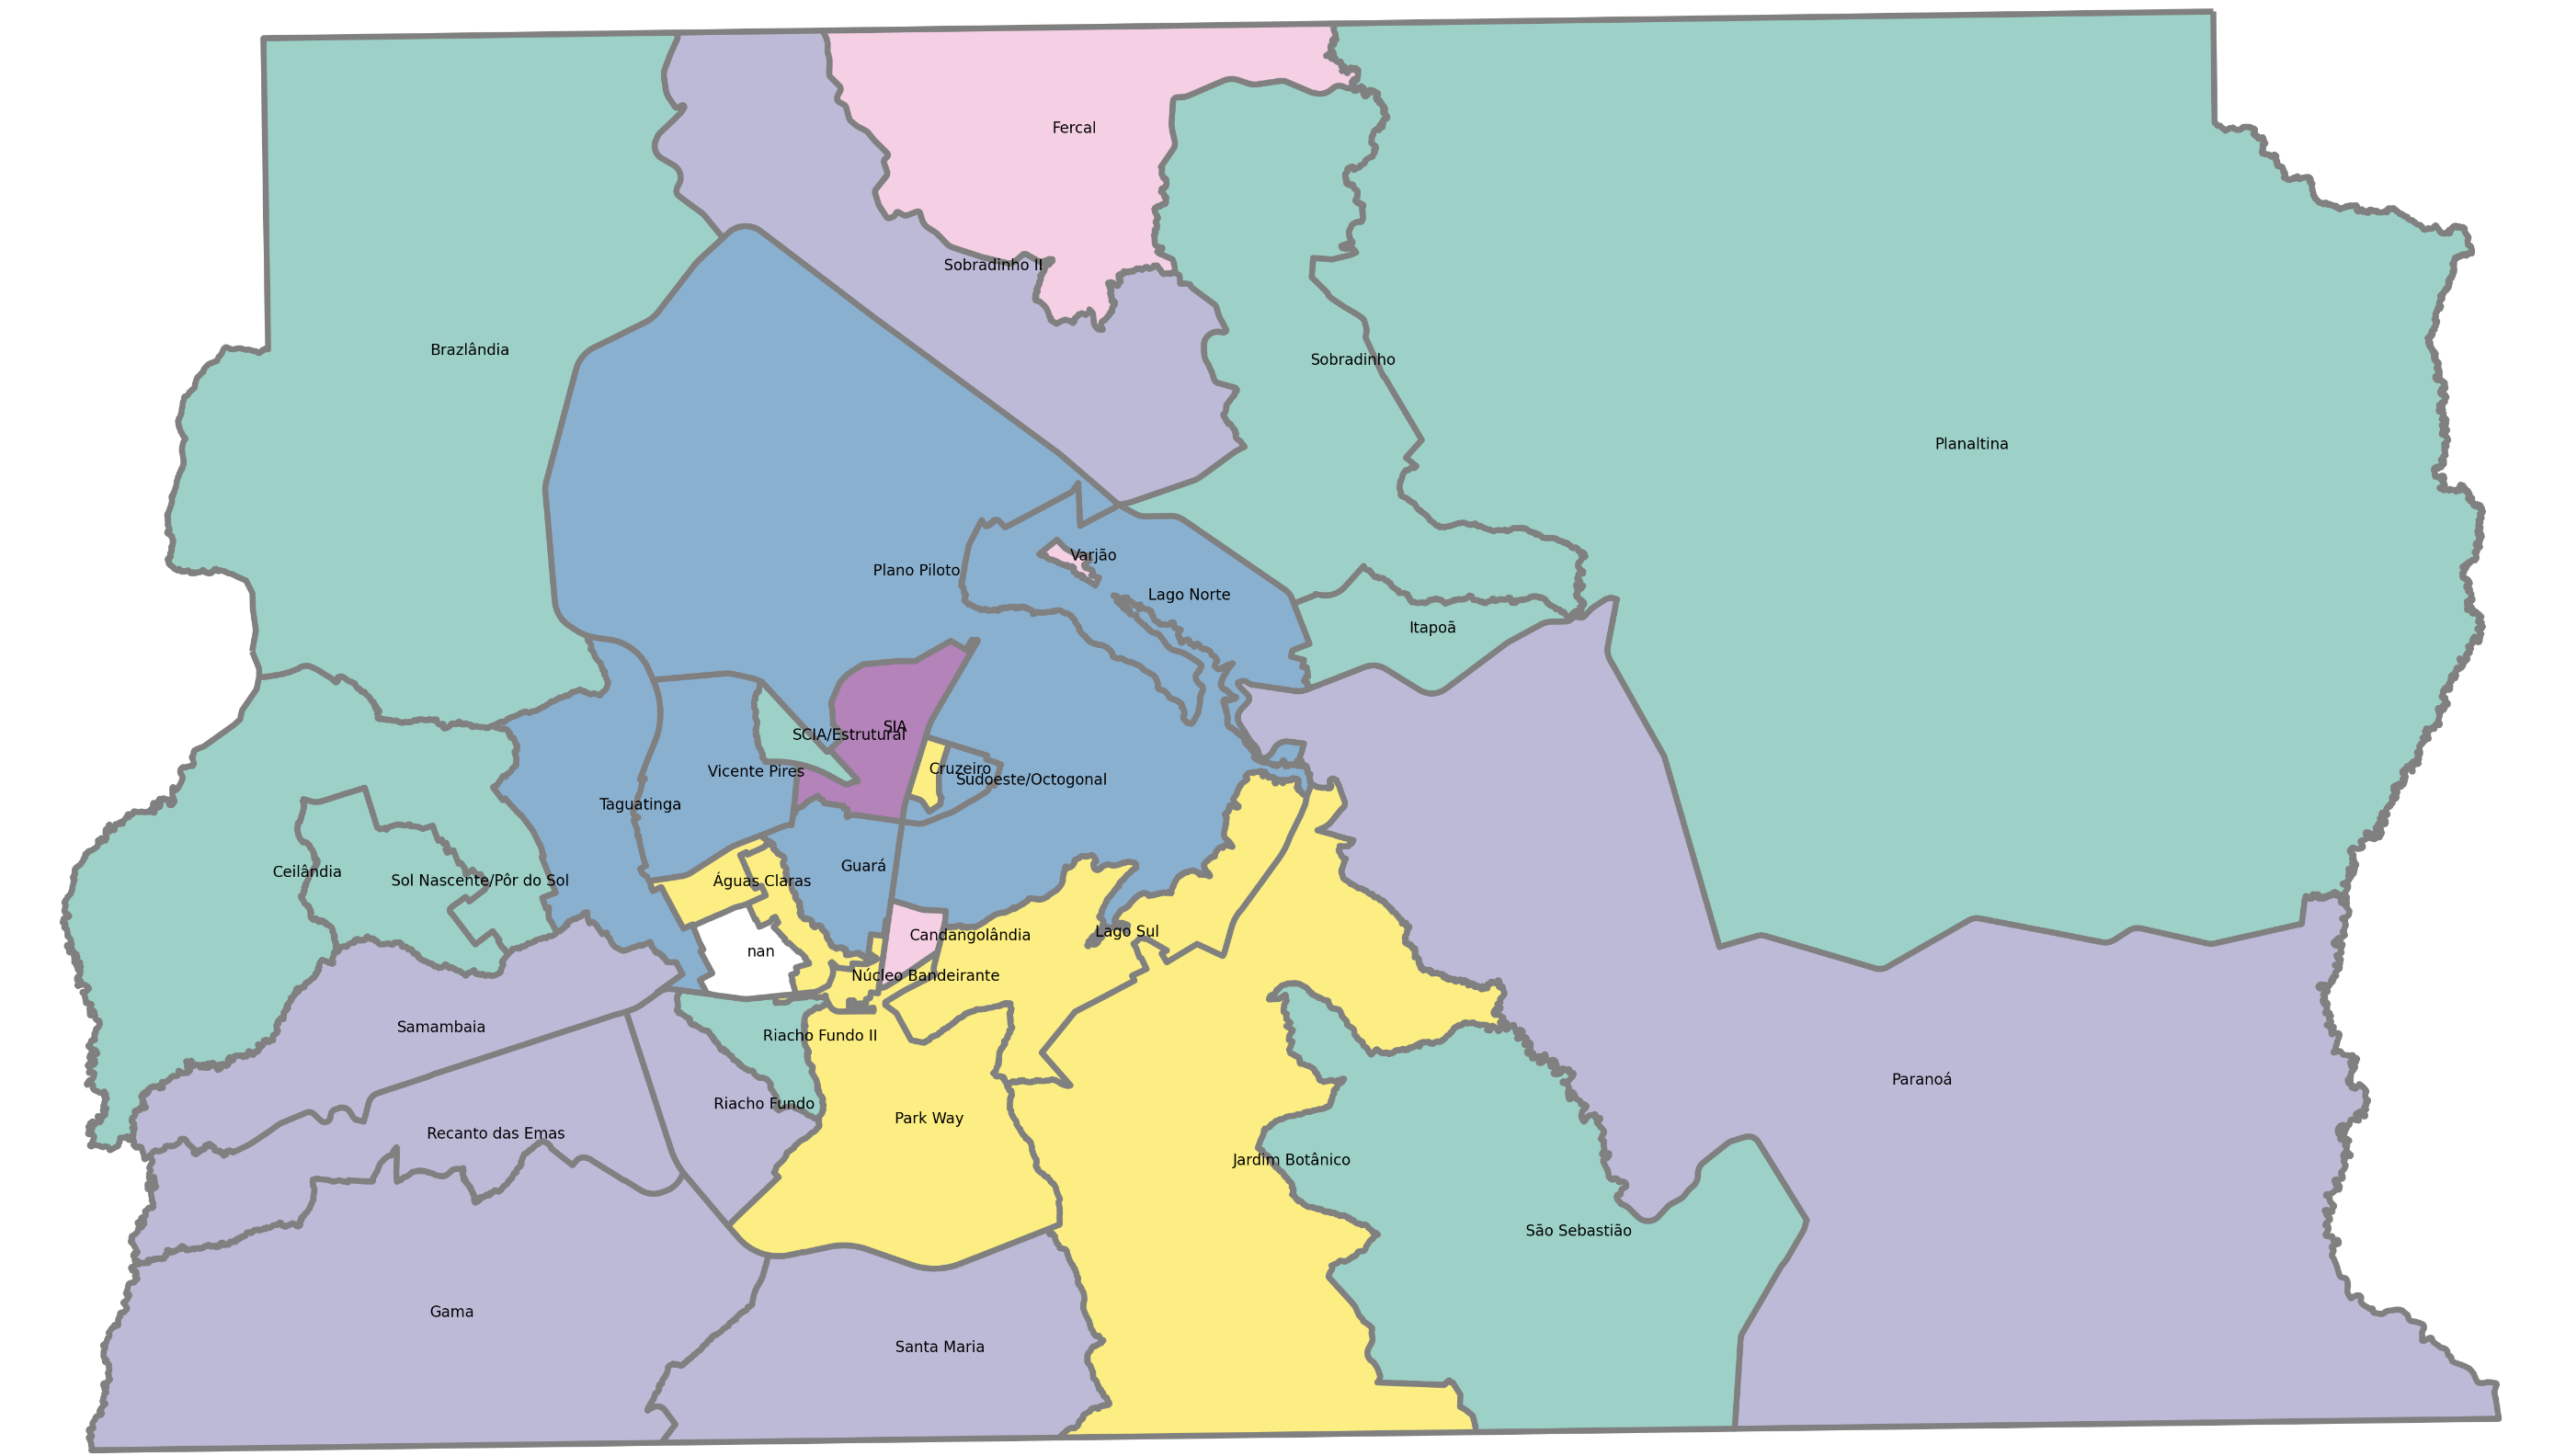 Fercal
Sobradinho II
Brazlândia
Sobradinho
Planaltina
Varjão
Plano Piloto
Lago Norte
Itapoã
SIA
SCIA/Estrutural
Cruzeiro
Vicente Pires
Sudoeste/Octogonal
Taguatinga
Guará
Ceilândia
Sol Nascente/Pôr do Sol
Águas Claras
Lago Sul
Candangolândia
nan
Núcleo Bandeirante
Samambaia
Riacho Fundo II
Paranoá
Riacho Fundo
Park Way
Recanto das Emas
Jardim Botânico
São Sebastião
Gama
Santa Maria